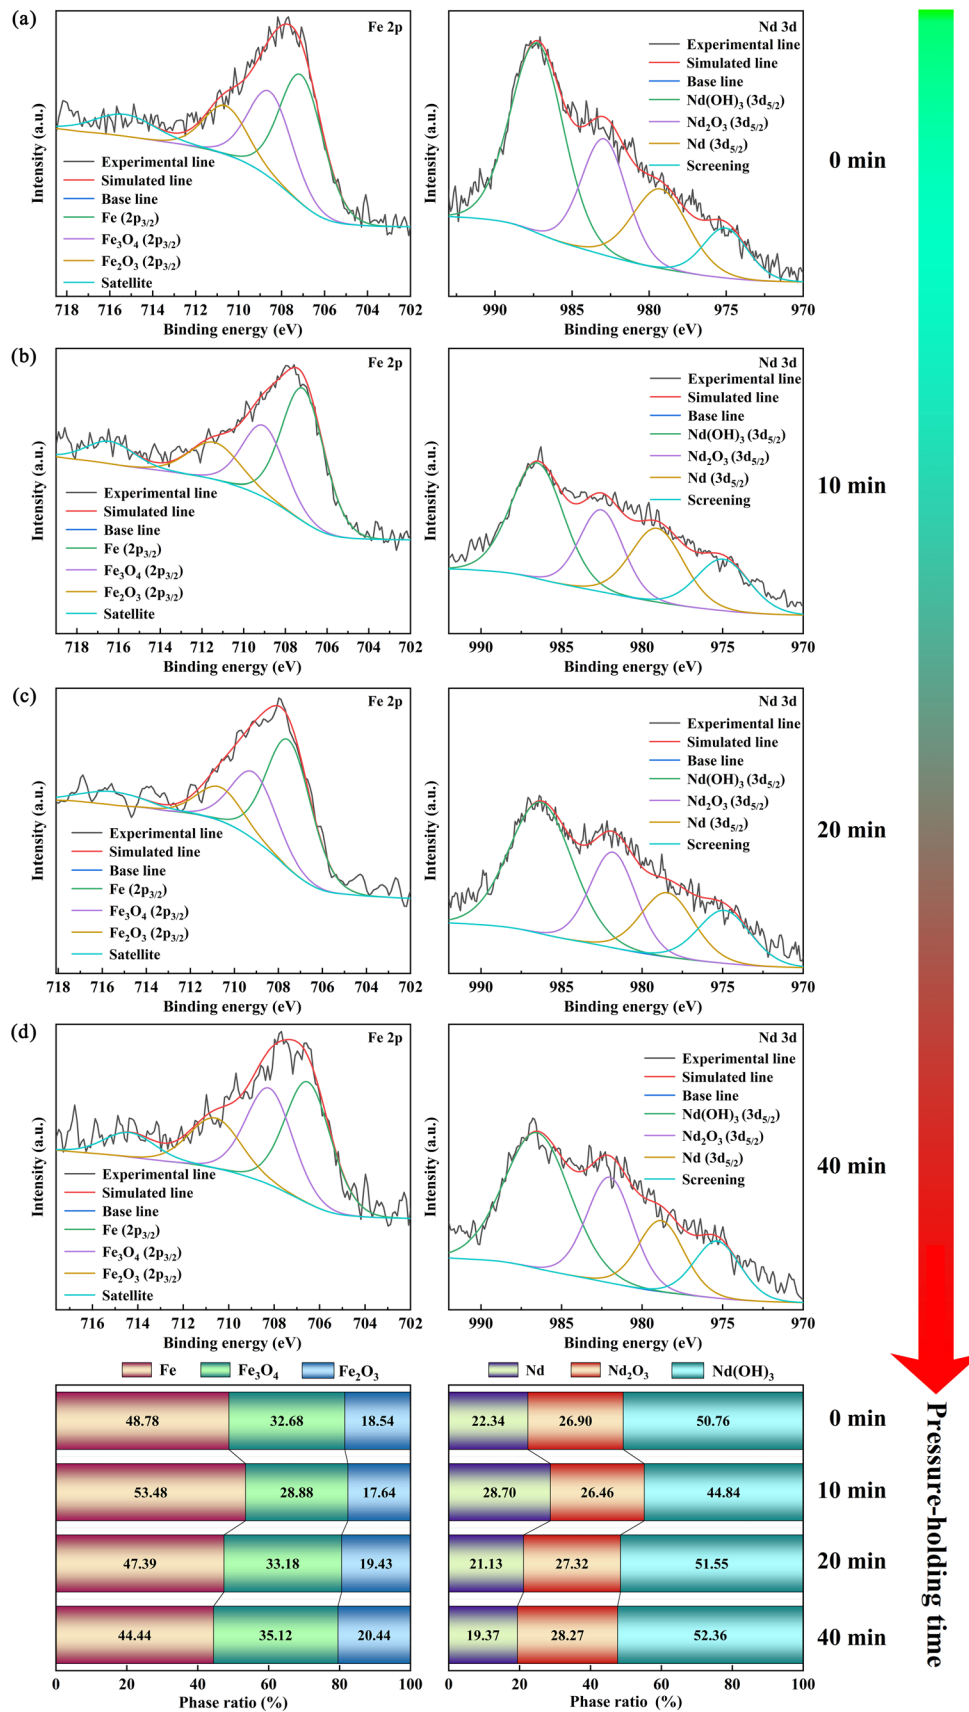 (a)
Fe 2p
Experimental line
Simulated line
Base line
Fe (2p3/2)
Fe3O4 (2p3/2)
Fe2O3 (2p3/2)
Satellite
Intensity (a.u.)
718 716 714 712 710 708 706 704 702
Binding energy (eV)
Nd 3d
Experimental line
Simulated line
Base line
Nd(OH)3 (3d5/2)
Nd2O3 (3d5/2)
Nd (3d5/2)
Screening
Intensity (a.u.)
990 985 980 975 970
Binding energy (eV)
0 min
(b)
Fe 2p
Experimental line
Simulated line
Base line
Fe (2p3/2)
Fe3O4 (2p3/2)
Fe2O3 (2p3/2)
Satellite
Intensity (a.u.)
718 716 714 712 710 708 706 704 702
Binding energy (eV)
Nd 3d
Experimental line
Simulated line
Base line
Nd(OH)3 (3d5/2)
Nd2O3 (3d5/2)
Nd (3d5/2)
Screening
Intensity (a.u.)
990 985 980 975 970
Binding energy (eV)
10 min
(c)
Fe 2p
Experimental line
Simulated line
Base line
Fe (2p3/2)
Fe3O4 (2p3/2)
Fe2O3 (2p3/2)
Satellite
Intensity (a.u.)
718 716 714 712 710 708 706 704 702
Binding energy (eV)
Nd 3d
Experimental line
Simulated line
Base line
Nd(OH)3 (3d5/2)
Nd2O3 (3d5/2)
Nd (3d5/2)
Screening
Intensity (a.u.)
990 985 980 975 970
Binding energy (eV)
20 min
(d)
Fe 2p
Experimental line
Simulated line
Base line
Fe (2p3/2)
Fe3O4 (2p3/2)
Fe2O3 (2p3/2)
Satellite
Intensity (a.u.)
716 714 712 710 708 706 704 702
Binding energy (eV)
Nd 3d
Experimental line
Simulated line
Base line
Nd(OH)3 (3d5/2)
Nd2O3 (3d5/2)
Nd (3d5/2)
Screening
Intensity (a.u.)
990 985 980 975 970
Binding energy (eV)
40 min
Fe Fe3O4 Fe2O3
48.78 32.68 18.54
53.48 28.88 17.64
47.39 33.18 19.43
44.44 35.12 20.44
0 20 40 60 80 100
Phase ratio (%)
Nd Nd2O3 Nd(OH)3
22.34 26.90 50.76 0 min
28.70 26.46 44.84 10 min
21.13 27.32 51.55 20 min
19.37 28.27 52.36 40 min
0 20 40 60 80 100
Phase ratio (%)
Pressure-holding time